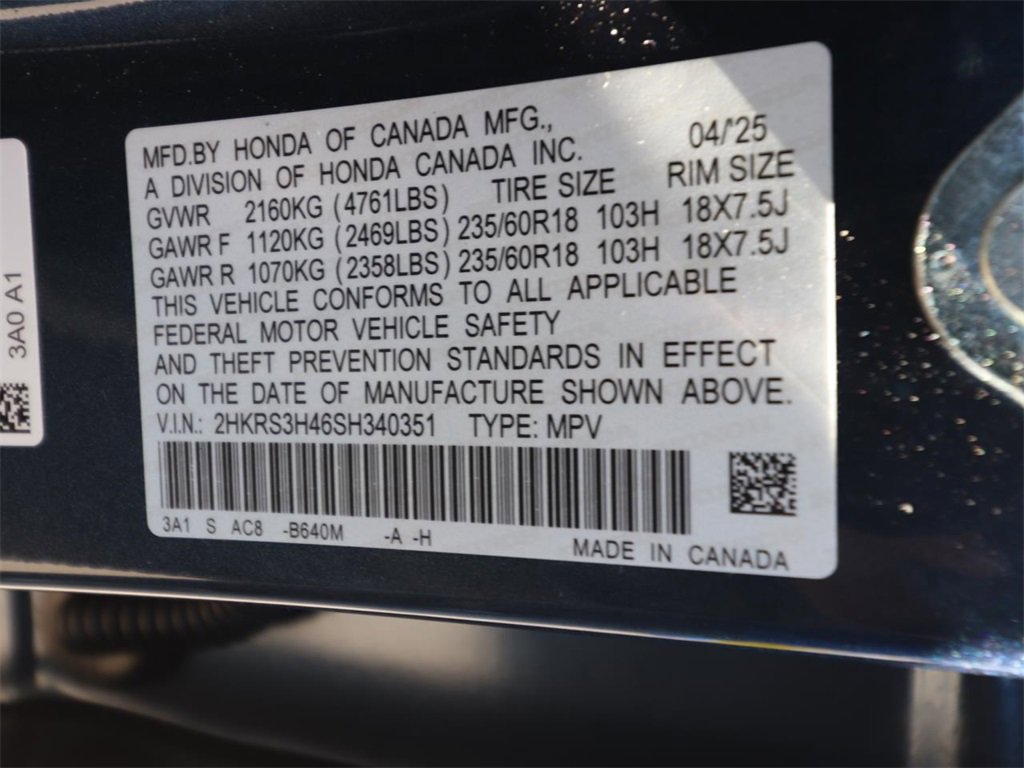 MFD.BY HONDA OF CANADA MFG., 04/'25
A DIVISION OF HONDA CANADA INC.
TIRE SIZE RIM SIZE
GVWR 2160KG (4761LBS)
GAWR F 1120KG (2469LBS) 235/60R18 103H 18X7.5J
GAWR R 1070KG (2358LBS) 235/60R18 103H 18X7.5J
THIS VEHICLE CONFORMS TO ALL APPLICABLE
FEDERAL MOTOR VEHICLE SAFETY
AND THEFT PREVENTION STANDARDS IN EFFECT
ON THE DATE OF MANUFACTURE SHOWN ABOVE.
V.I.N.: 2HKRS3H46SH340351 TYPE: MPV
3A1 S AC8 -B640M -A -H
MADE IN CANADA
3A0 A1